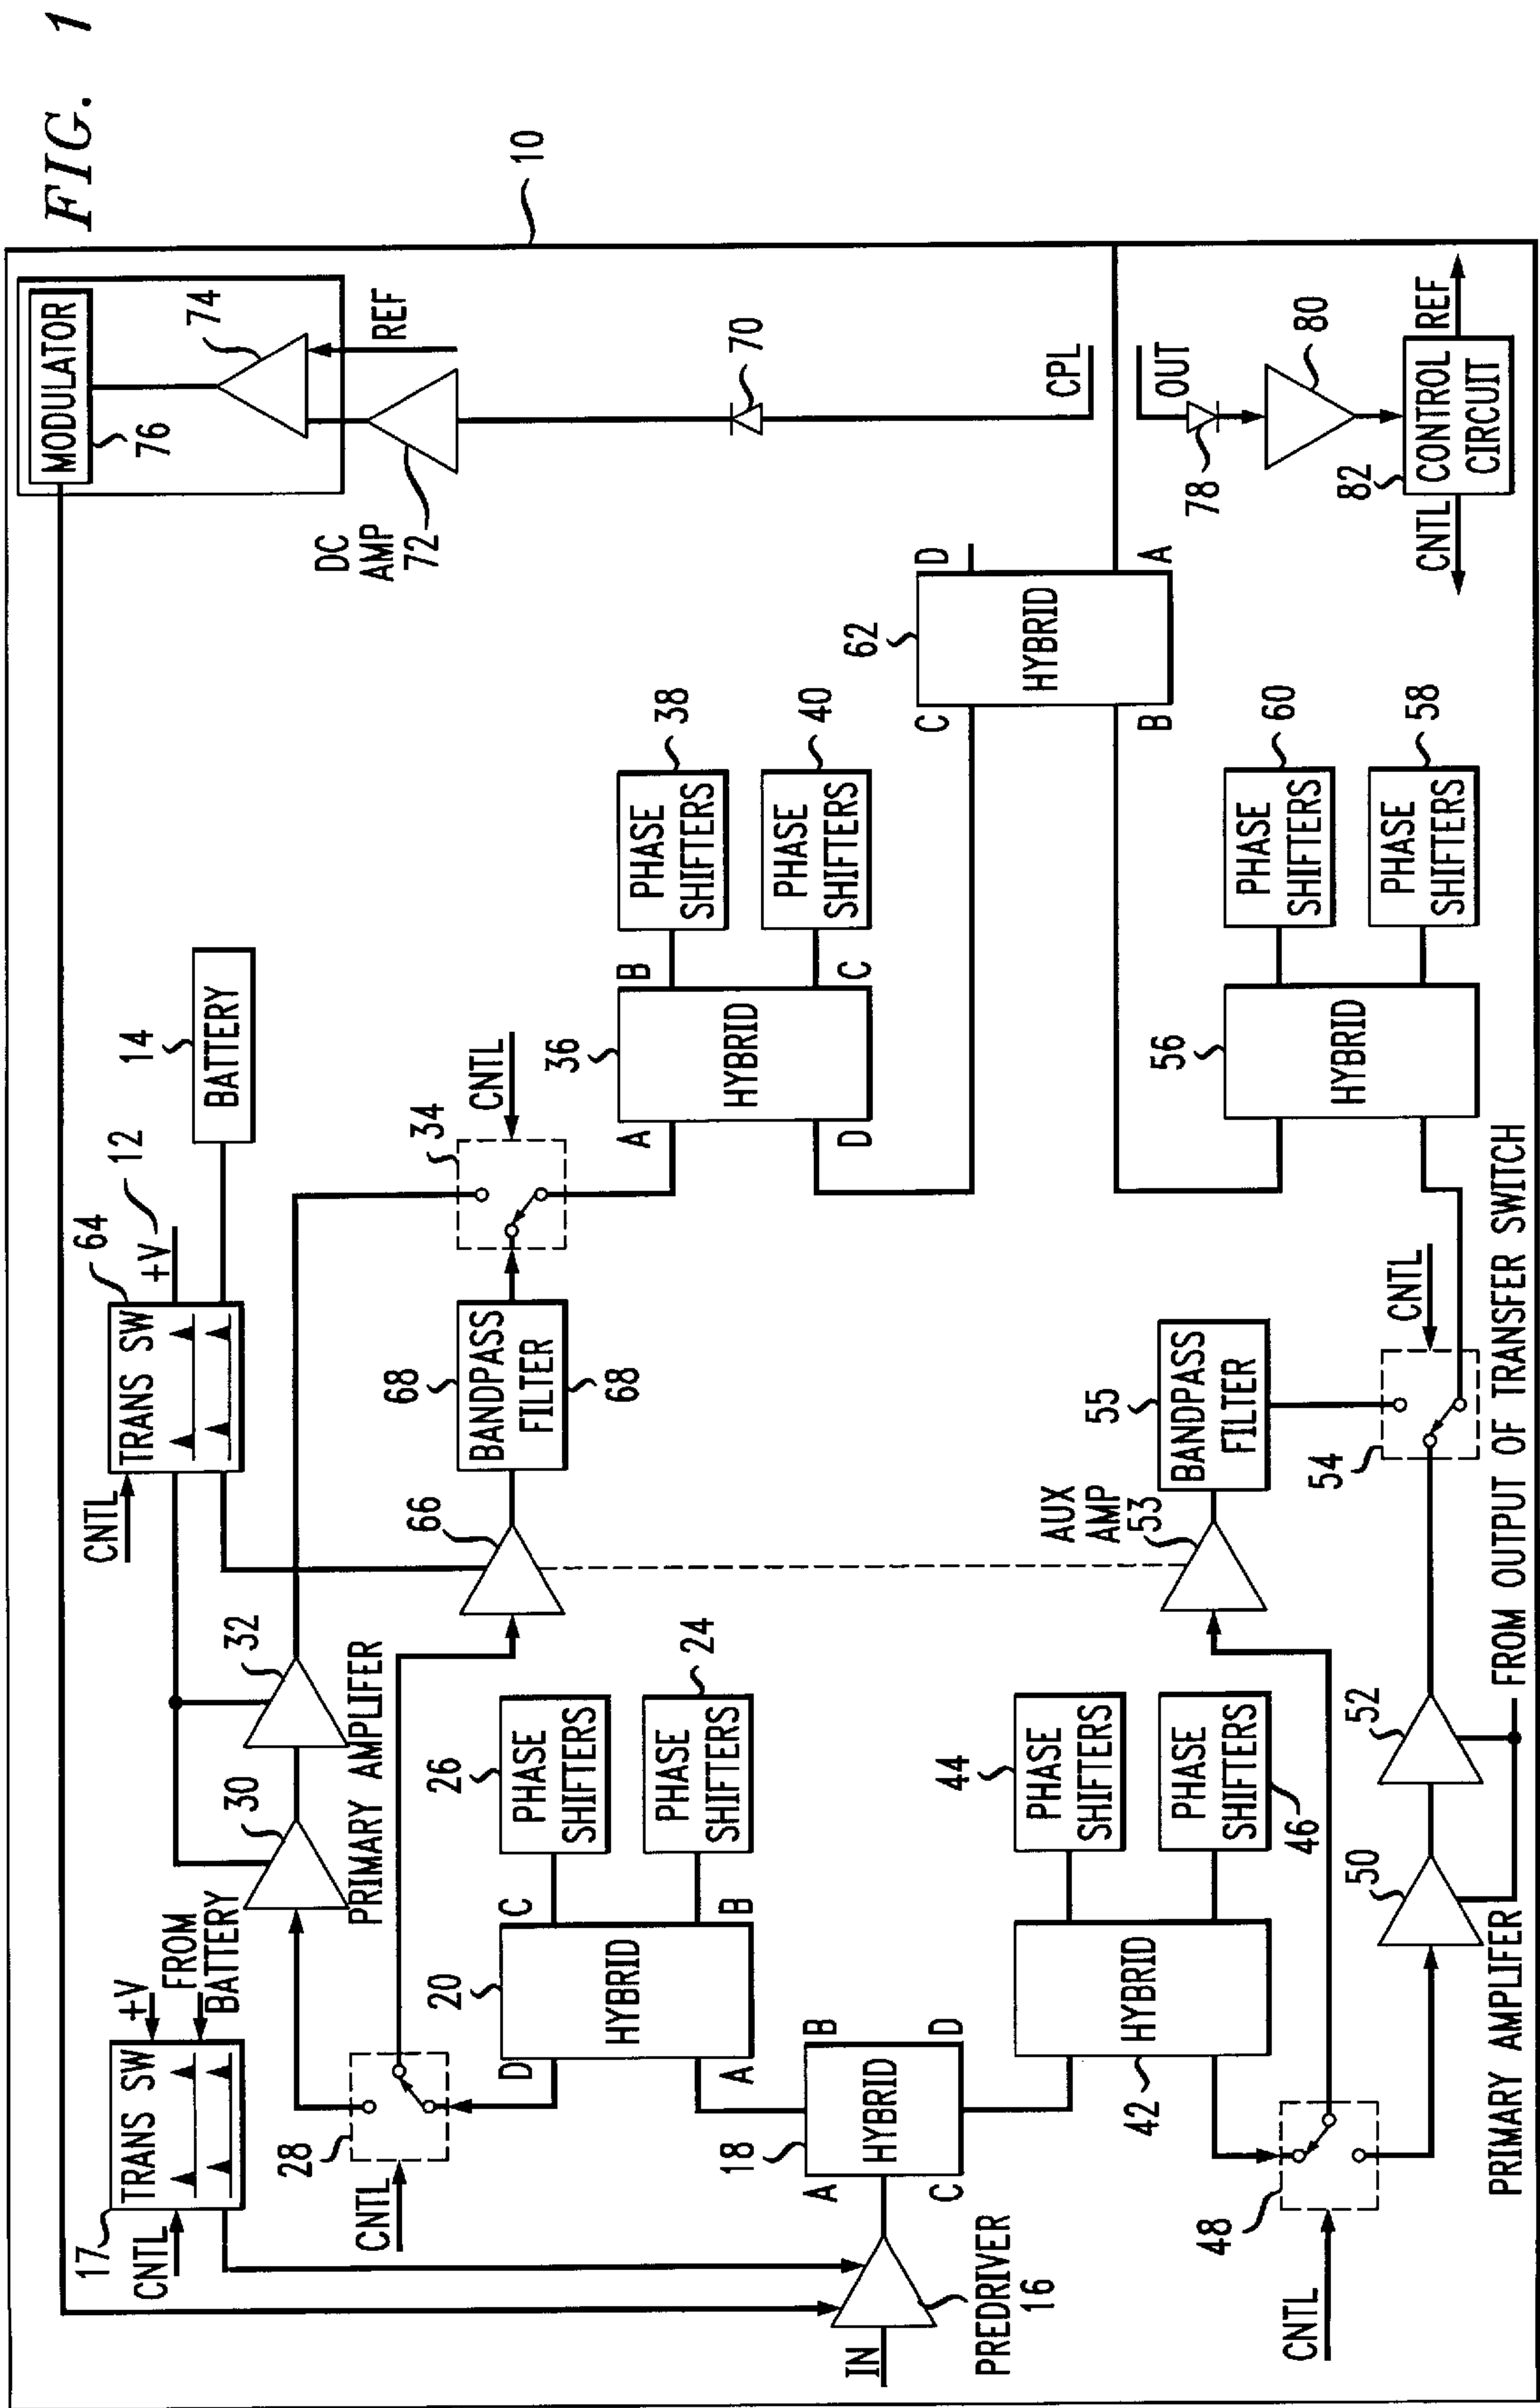 FIG. 1
10
MODULATOR
76
74
REF
DC
AMP
72
70
CPL
OUT
78
80
82
CONTROL
CIRCUIT
REF
CNTL
17
TRANS SW
+V
FROM
BATTERY
CNTL
64
TRANS SW
12
+V
CNTL
14
BATTERY
30
32
PRIMARY AMPLIFER
28
CNTL
34
CNTL
66
68
BANDPASS
FILTER
68
20
HYBRID
D
A
C
B
26
PHASE
SHIFTERS
24
PHASE
SHIFTERS
36
HYBRID
A
D
B
C
38
PHASE
SHIFTERS
40
PHASE
SHIFTERS
62
HYBRID
C
B
D
A
IN
PREDRIVER
16
18
HYBRID
A
C
B
D
42
HYBRID
44
PHASE
SHIFTERS
46
PHASE
SHIFTERS
AUX
AMP
53
55
BANDPASS
FILTER
56
HYBRID
60
PHASE
SHIFTERS
58
PHASE
SHIFTERS
48
CNTL
50
52
PRIMARY AMPLIFER
54
CNTL
FROM OUTPUT OF TRANSFER SWITCH